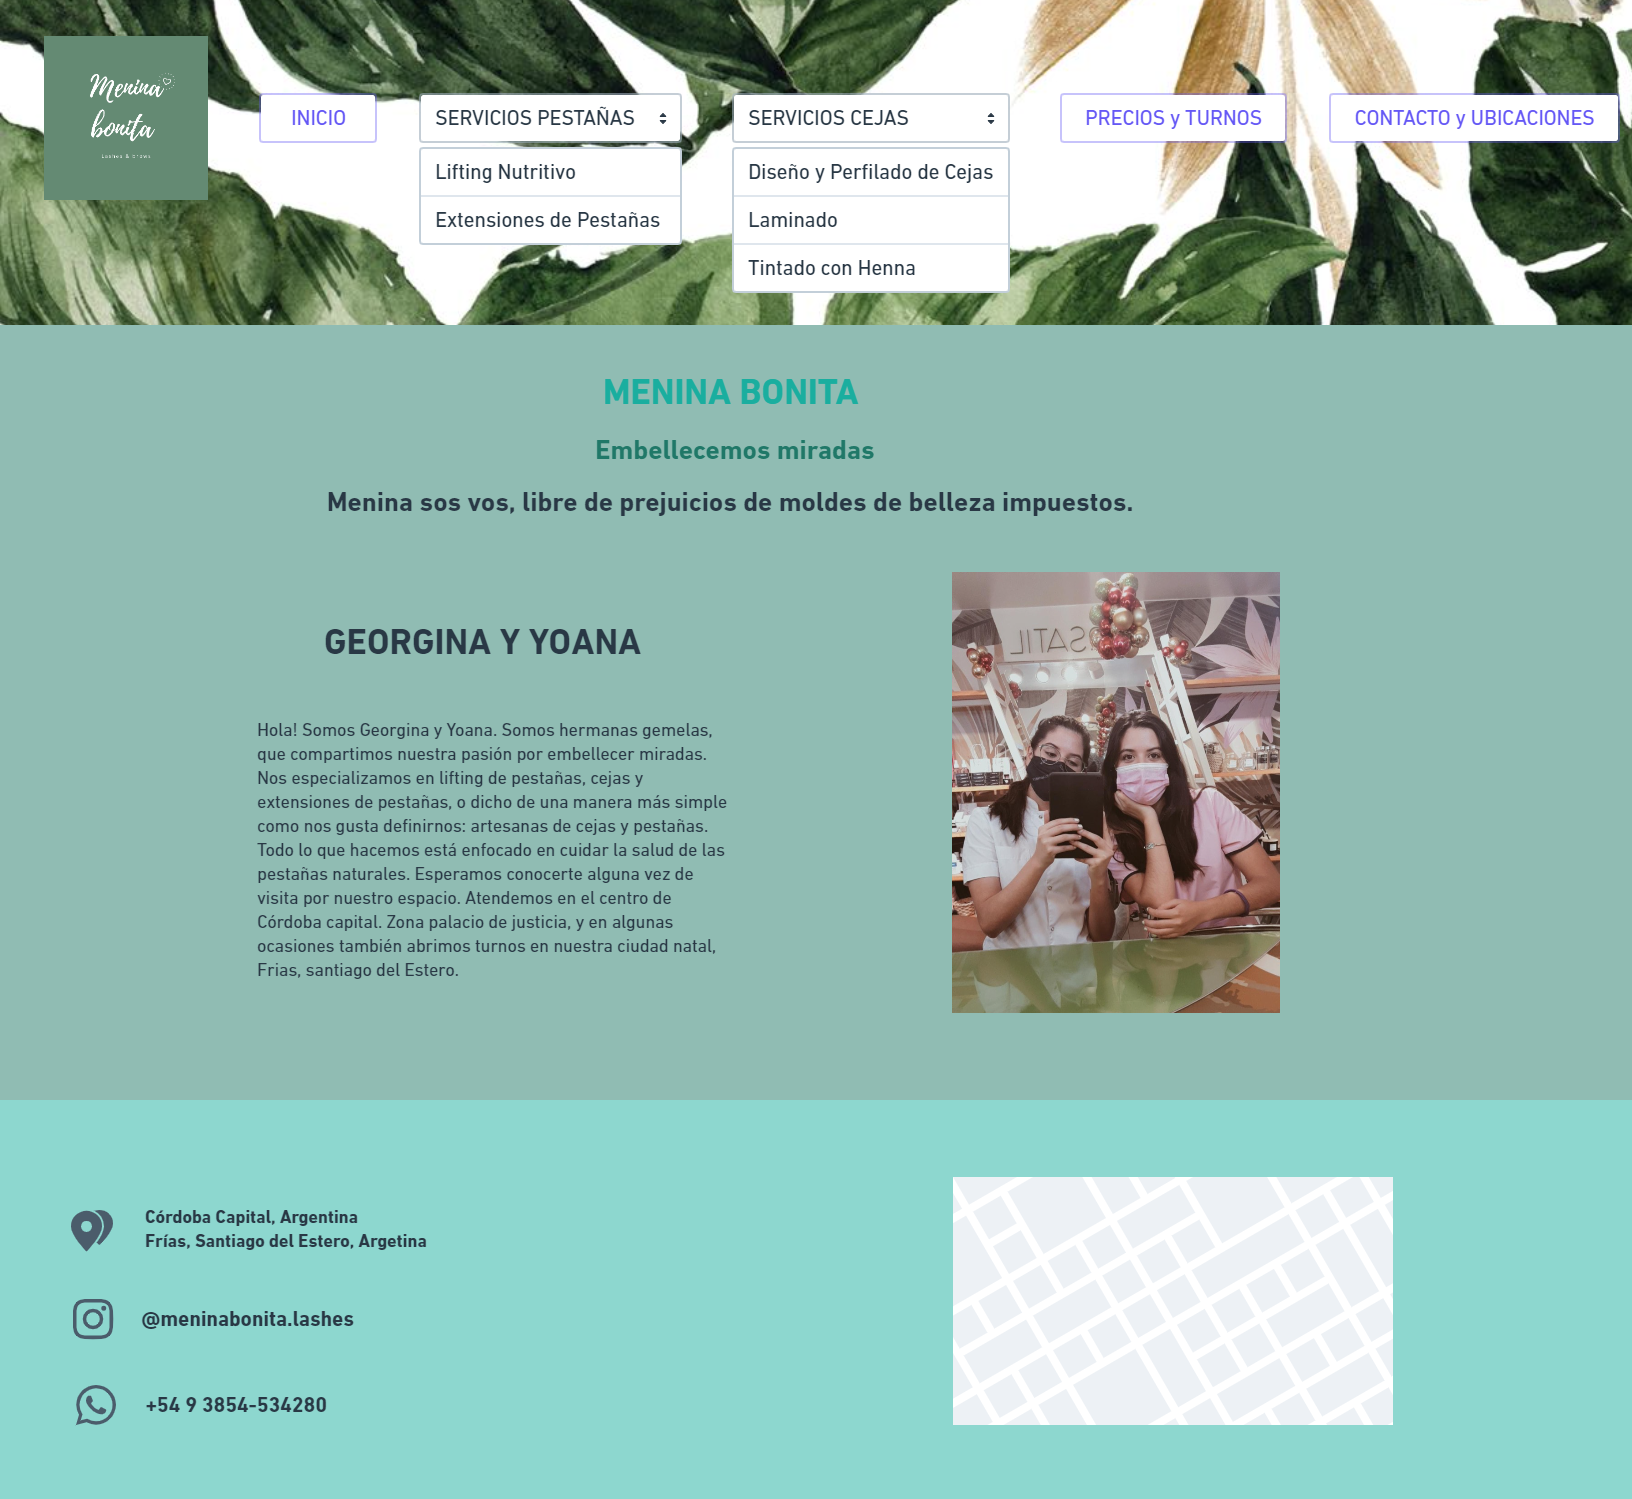 Menina
bonita
Lashes & Brows
INICIO
SERVICIOS PESTAÑAS
Lifting Nutritivo
Extensiones de Pestañas
SERVICIOS CEJAS
Diseño y Perfilado de Cejas
Laminado
Tintado con Henna
PRECIOS y TURNOS
CONTACTO y UBICACIONES
MENINA BONITA
Embellecemos miradas
Menina sos vos, libre de prejuicios de moldes de belleza impuestos.
GEORGINA Y YOANA
Hola! Somos Georgina y Yoana. Somos hermanas gemelas,
que compartimos nuestra pasión por embellecer miradas.
Nos especializamos en lifting de pestañas, cejas y
extensiones de pestañas, o dicho de una manera más simple
como nos gusta definirnos: artesanas de cejas y pestañas.
Todo lo que hacemos está enfocado en cuidar la salud de las
pestañas naturales. Esperamos conocerte alguna vez de
visita por nuestro espacio. Atendemos en el centro de
Córdoba capital. Zona palacio de justicia, y en algunas
ocasiones también abrimos turnos en nuestra ciudad natal,
Frias, santiago del Estero.
Córdoba Capital, Argentina
Frías, Santiago del Estero, Argetina
@meninabonita.lashes
+54 9 3854-534280